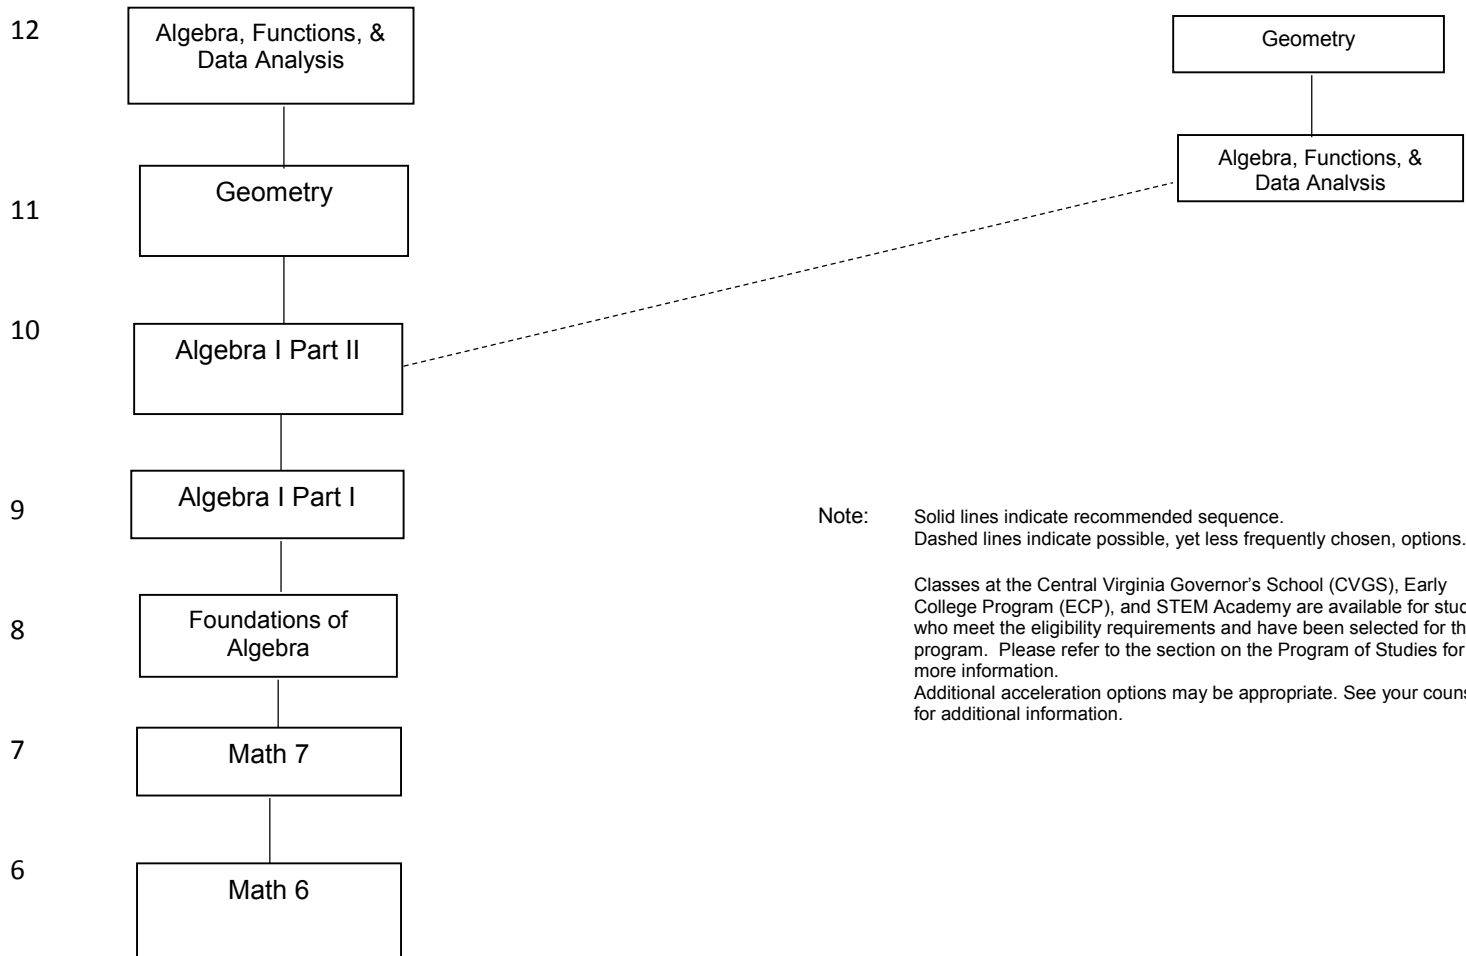 12
Algebra, Functions, &
Data Analysis
Geometry
Algebra, Functions, &
Data Analysis
11
Geometry
10
Algebra I Part II
9
Algebra I Part I
Note:
Solid lines indicate recommended sequence.
Dashed lines indicate possible, yet less frequently chosen, options.
Classes at the Central Virginia Governor’s School (CVGS), Early
College Program (ECP), and STEM Academy are available for
who meet the eligibility requirements and have been selected for
program. Please refer to the section on the Program of Studies for
more information.
Additional acceleration options may be appropriate. See your
for additional information.
8
Foundations of
Algebra
7
Math 7
6
Math 6